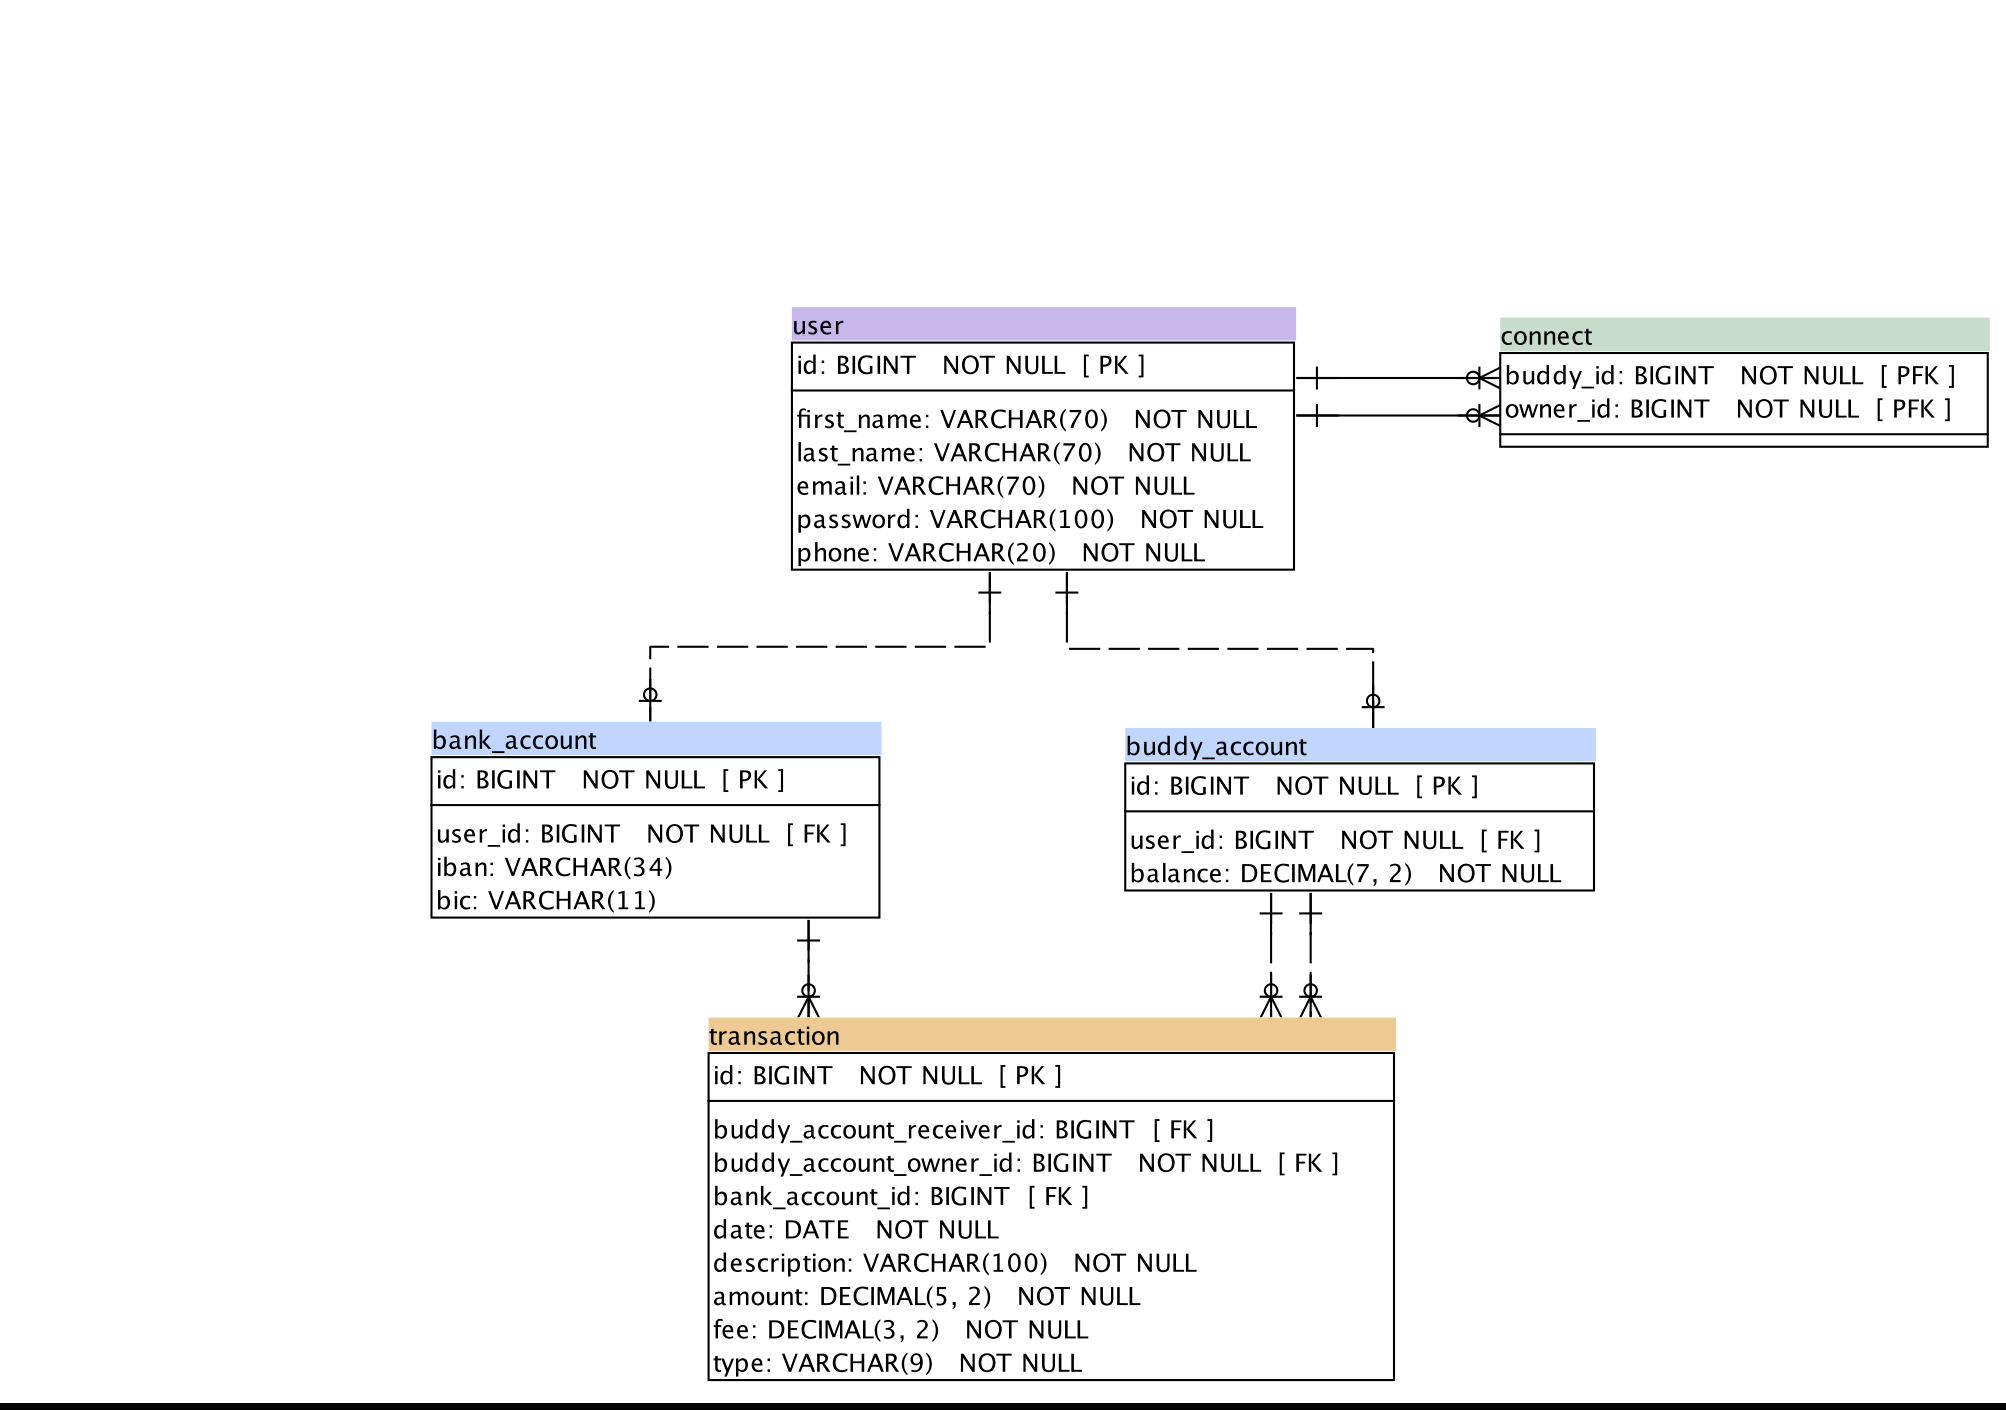 user
id: BIGINT NOT NULL [ PK ]
first_name: VARCHAR(70) NOT NULL
last_name: VARCHAR(70) NOT NULL
email: VARCHAR(70) NOT NULL
password: VARCHAR(100) NOT NULL
phone: VARCHAR(20) NOT NULL
connect
buddy_id: BIGINT NOT NULL [ PFK ]
owner_id: BIGINT NOT NULL [ PFK ]
bank_account
id: BIGINT NOT NULL [ PK ]
user_id: BIGINT NOT NULL [ FK ]
iban: VARCHAR(34)
bic: VARCHAR(11)
buddy_account
id: BIGINT NOT NULL [ PK ]
user_id: BIGINT NOT NULL [ FK ]
balance: DECIMAL(7, 2) NOT NULL
transaction
id: BIGINT NOT NULL [ PK ]
buddy_account_receiver_id: BIGINT [ FK ]
buddy_account_owner_id: BIGINT NOT NULL [ FK ]
bank_account_id: BIGINT [ FK ]
date: DATE NOT NULL
description: VARCHAR(100) NOT NULL
amount: DECIMAL(5, 2) NOT NULL
fee: DECIMAL(3, 2) NOT NULL
type: VARCHAR(9) NOT NULL